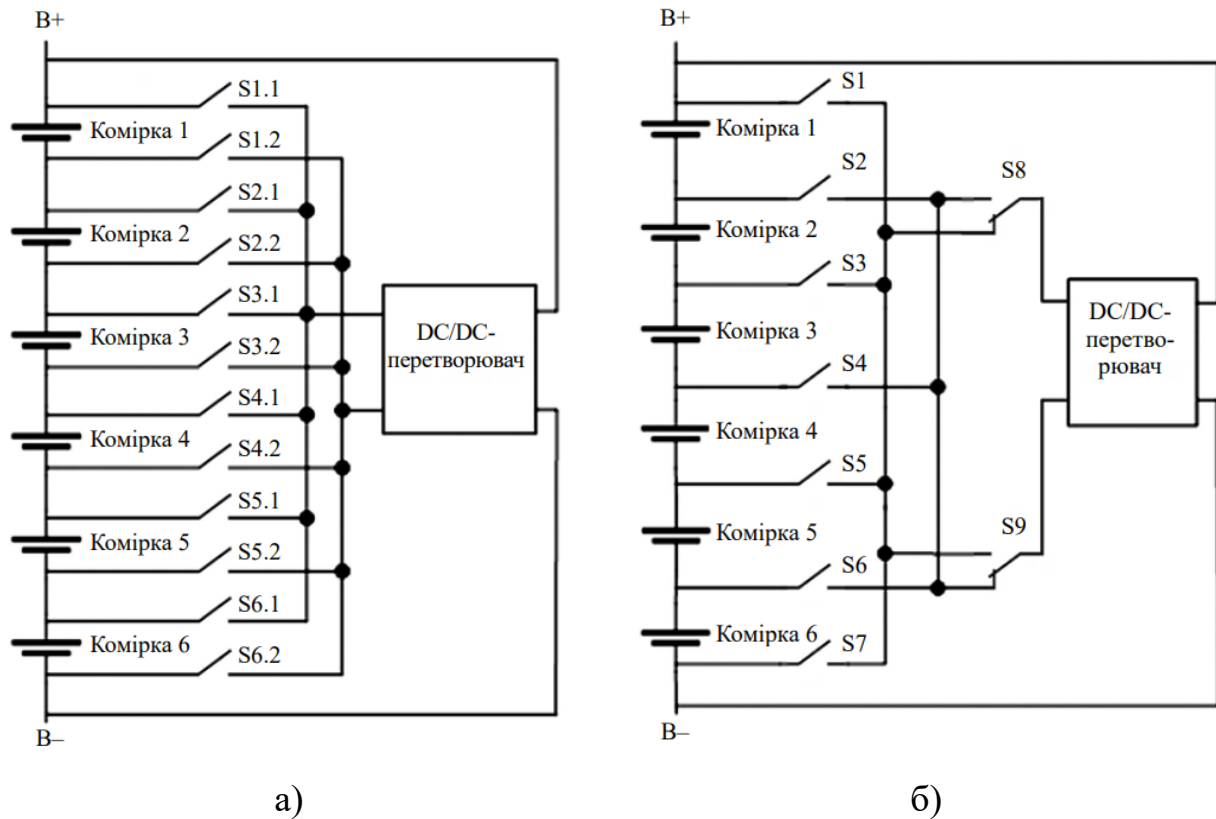 B+
S1.1
Комірка 1
S1.2
S2.1
Комірка 2
S2.2
S3.1
Комірка 3
S3.2
S4.1
Комірка 4
S4.2
S5.1
Комірка 5
S5.2
S6.1
Комірка 6
S6.2
B–
DC/DC-
перетворювач
а)
B+
S1
Комірка 1
S2
Комірка 2
S3
Комірка 3
S4
Комірка 4
S5
Комірка 5
S6
Комірка 6
S7
B–
S8
DC/DC-
перетво-
рювач
S9
б)